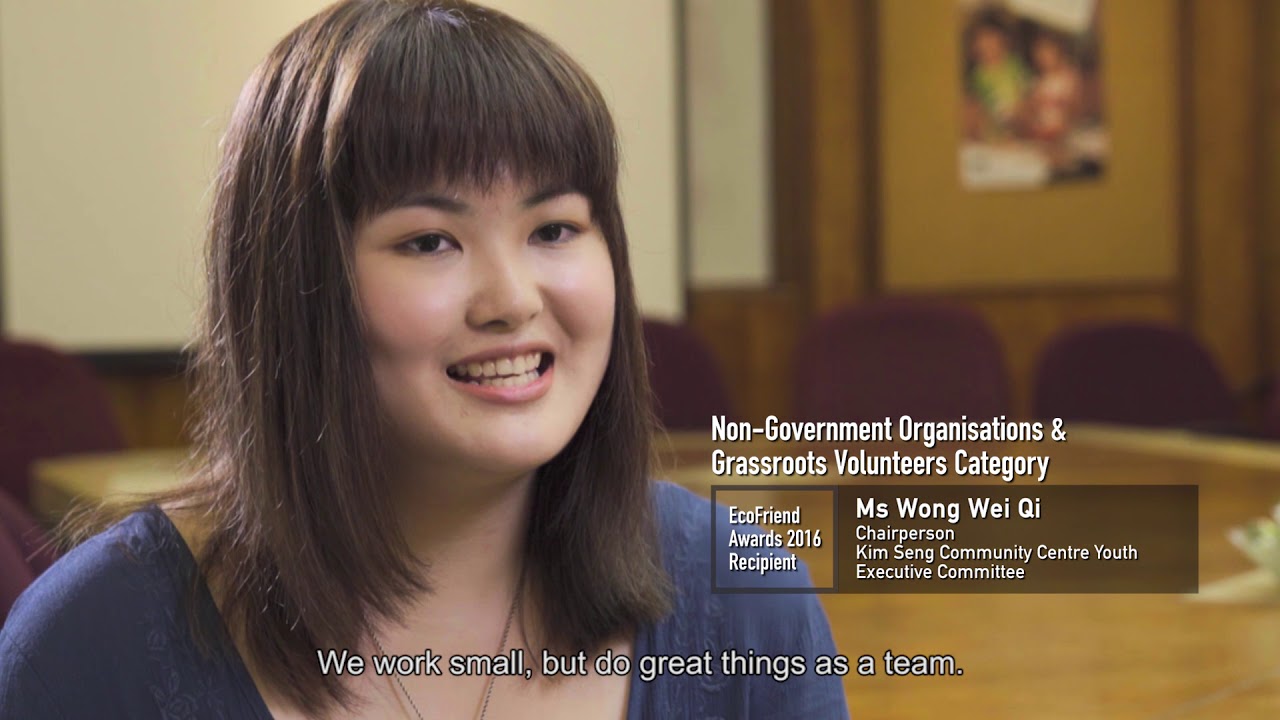 Non-Government Organisations &
Grassroots Volunteers Category
EcoFriend
Awards 2016
Recipient
Ms Wong Wei Qi
Chairperson
Kim Seng Community Centre Youth
Executive Committee
We work small, but do great things as a team.